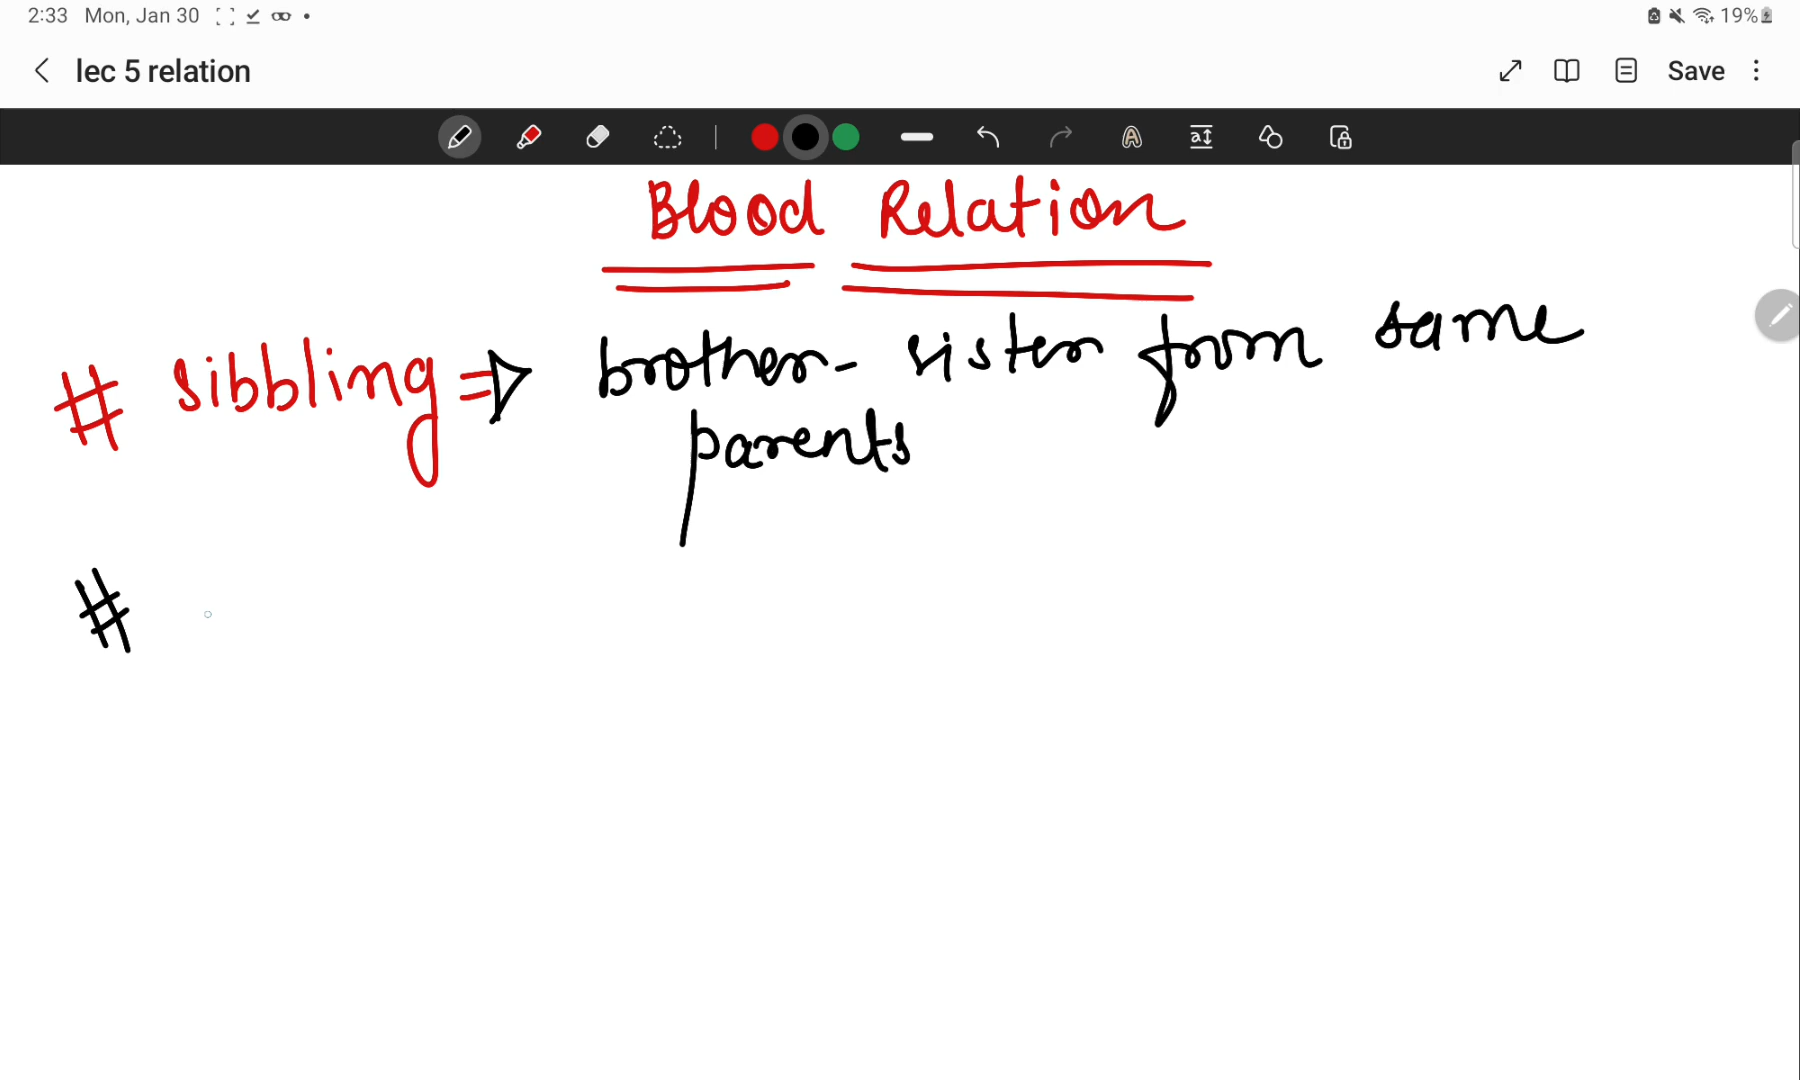 2:33 Mon, Jan 30 19%
lec 5 relation Save
Blood Relation
# sibbling => brother - sister from same
parents
#